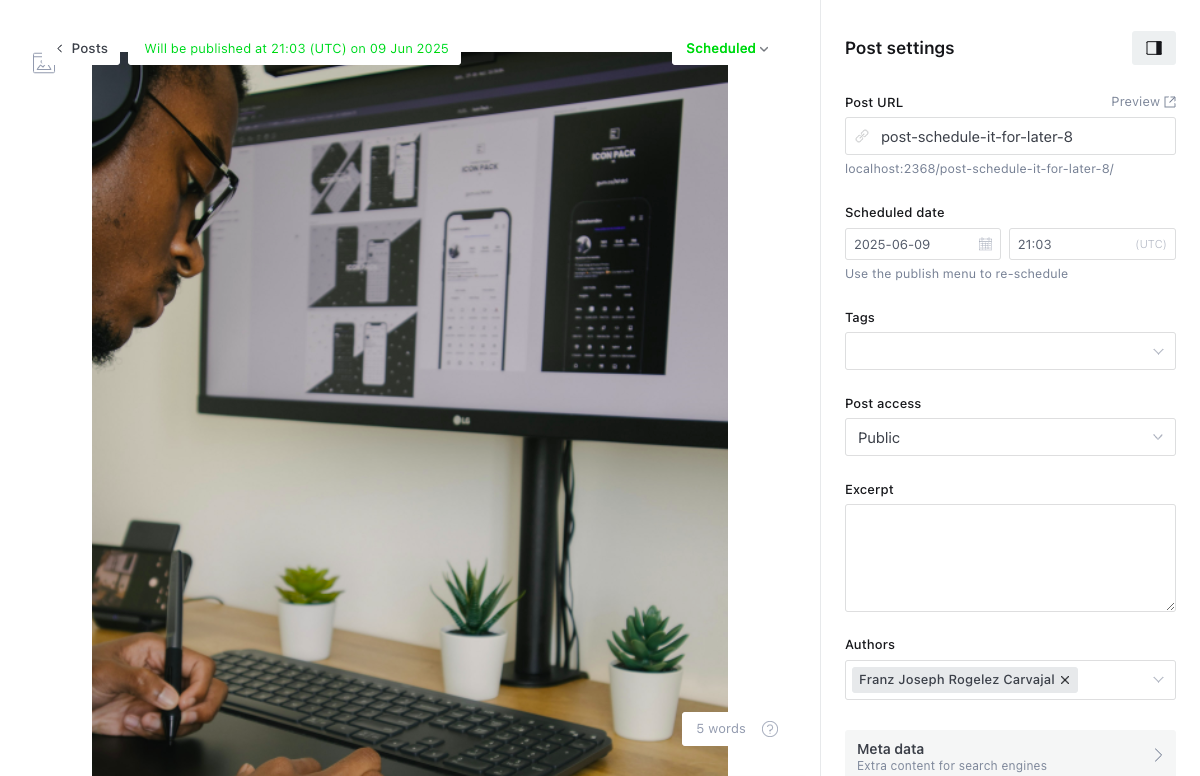 Posts
Will be published at 21:03 (UTC) on 09 Jun 2025
Scheduled
ICON PACK
ICON PACK
LG
5 words
Post settings
Post URL
Preview
post-schedule-it-for-later-8
localhost:2368/post-schedule-it-for-later-8/
Scheduled date
2025-06-09
21:03
(UTC)
Use the publish menu to re-schedule
Tags
Post access
Public
Excerpt
Authors
Franz Joseph Rogelez Carvajal
Meta data
Extra content for search engines